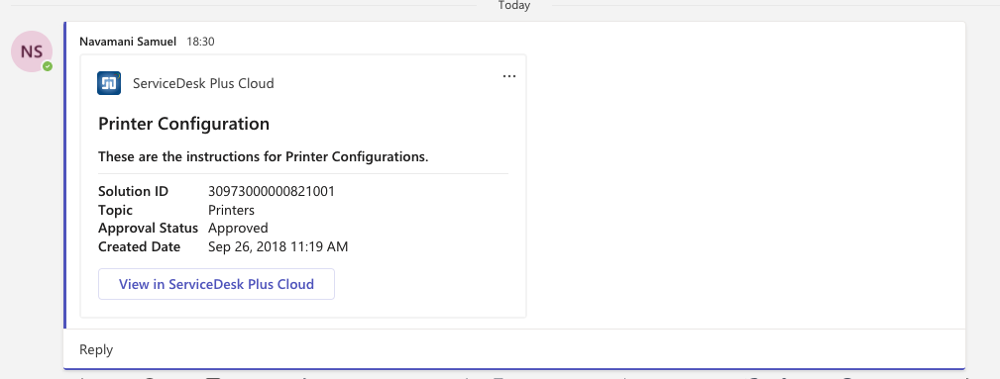 Today
NS
Navamani Samuel 18:30
ServiceDesk Plus Cloud
...
Printer Configuration
These are the instructions for Printer Configurations.
Solution ID 30973000000821001
Topic Printers
Approval Status Approved
Created Date Sep 26, 2018 11:19 AM
View in ServiceDesk Plus Cloud
Reply